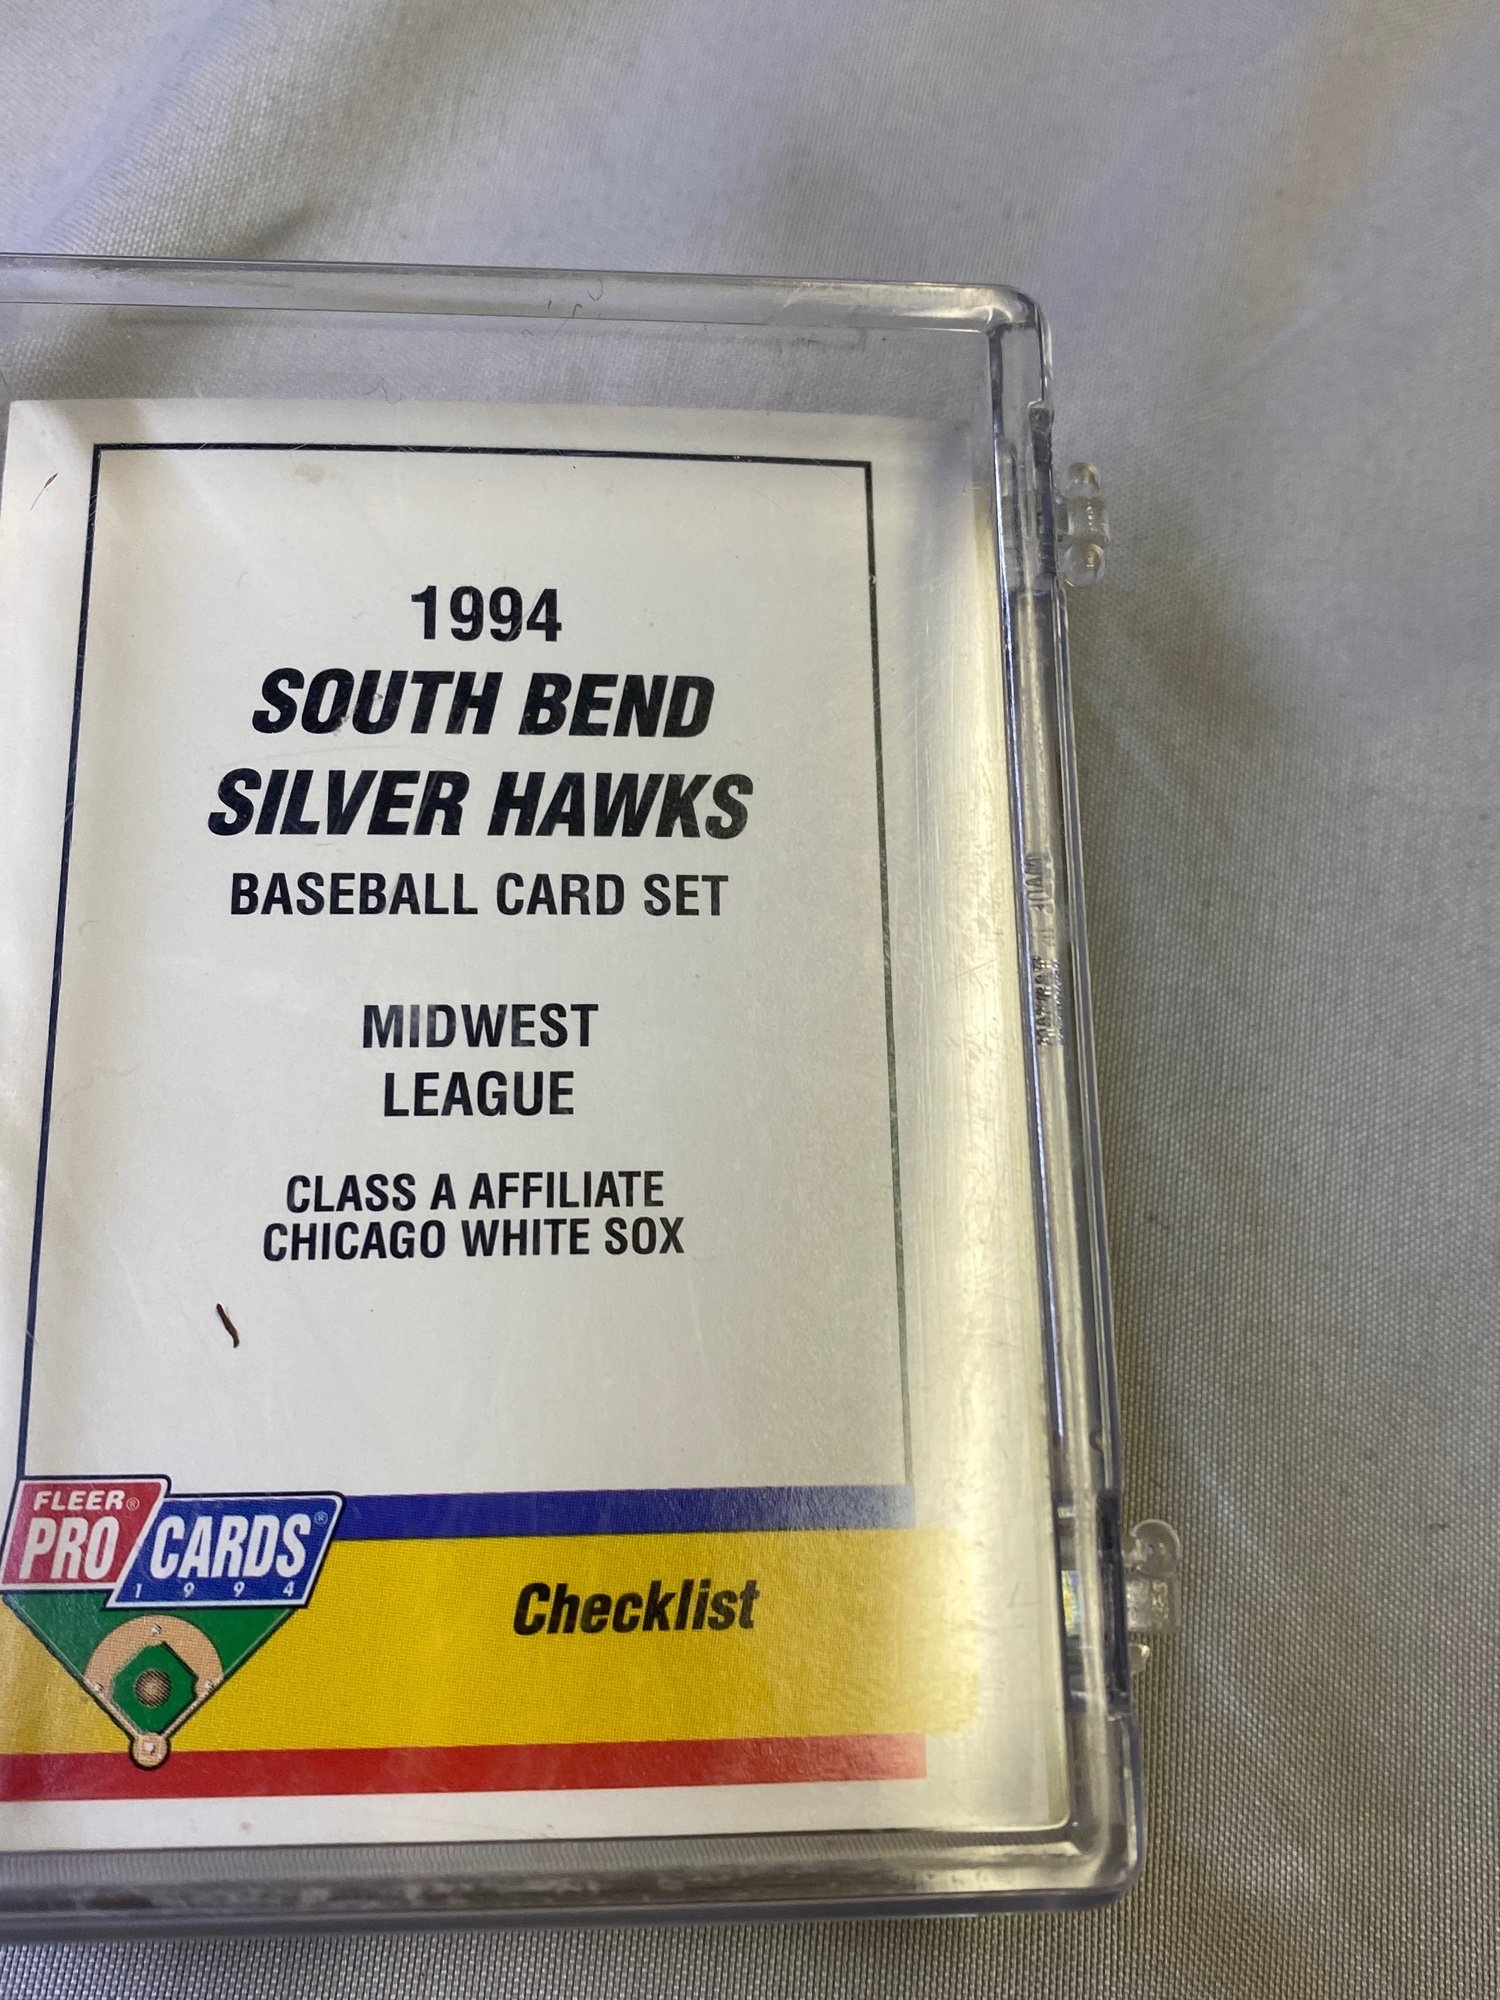 1994
SOUTH BEND
SILVER HAWKS
BASEBALL CARD SET
MIDWEST
LEAGUE
CLASS A AFFILIATE
CHICAGO WHITE SOX
FLEER®
PRO CARDS®
1994
Checklist